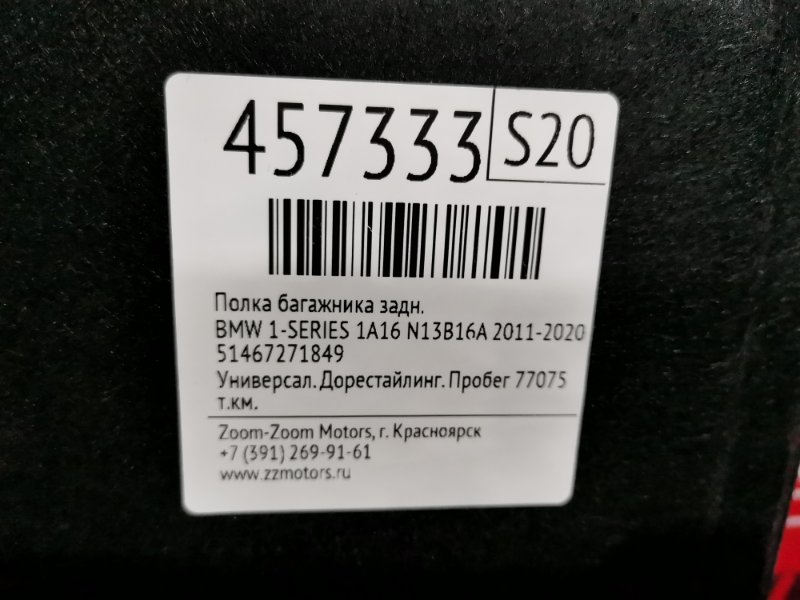 457333 S20
Полка багажника задн.
BMW 1-SERIES 1A16 N13B16A 2011-2020
51467271849
Универсал. Дорестайлинг. Пробег 77075
т.км.
Zoom-Zoom Motors, г. Красноярск
+7 (391) 269-91-61
www.zzmotors.ru